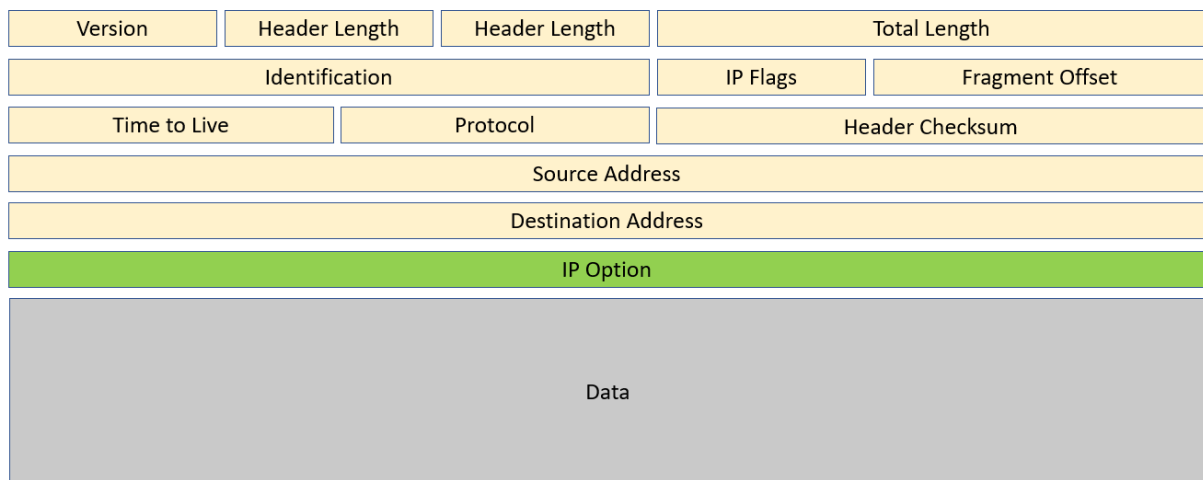 Version Header Length Header Length Total Length
Identification IP Flags Fragment Offset
Time to Live Protocol Header Checksum
Source Address
Destination Address
IP Option
Data